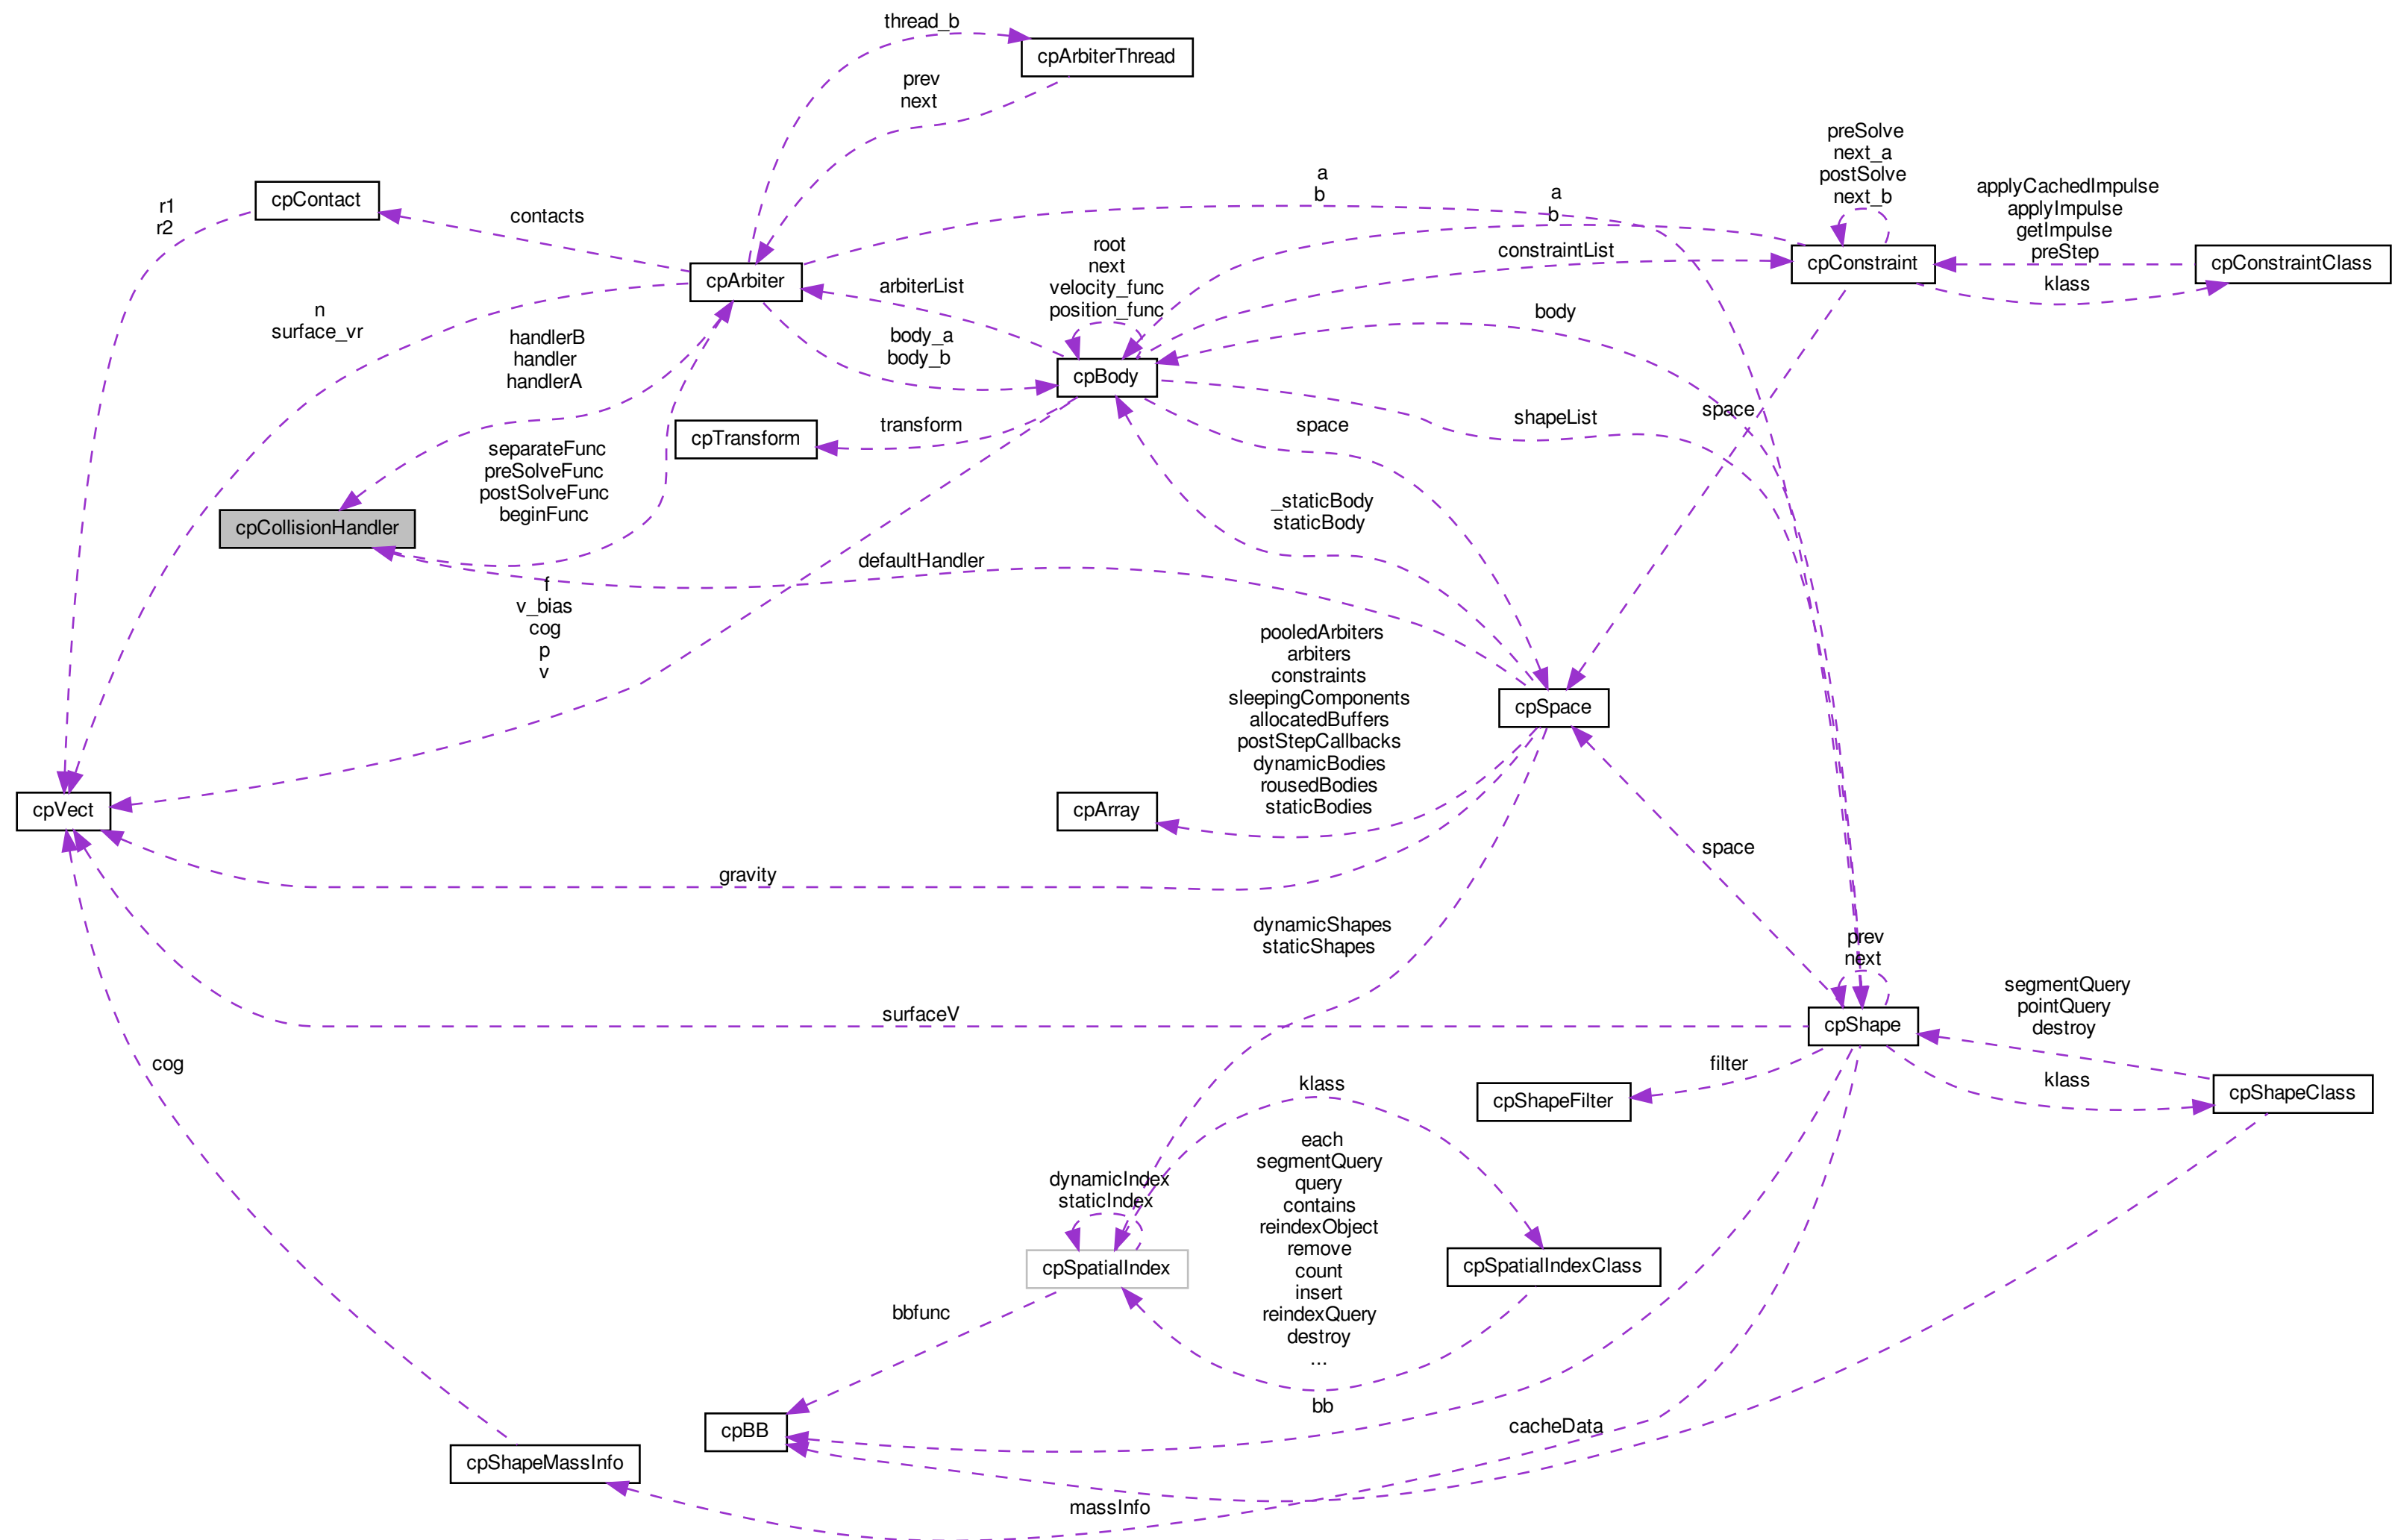 thread_b
cpArbiterThread
prev
next
preSolve
next_a
postSolve
next_b
a
b
a
b
applyCachedImpulse
applyImpulse
getImpulse
preStep
cpContact
r1
r2
contacts
root
next
velocity_func
position_func
constraintList
cpConstraint
cpConstraintClass
klass
cpArbiter
arbiterList
n
surface_vr
handlerB
handler
handlerA
body_a
body_b
body
cpBody
cpTransform
transform
space
shapeList
space
separateFunc
preSolveFunc
postSolveFunc
beginFunc
_staticBody
staticBody
cpCollisionHandler
defaultHandler
f
v_bias
cog
p
v
pooledArbiters
arbiters
constraints
sleepingComponents
allocatedBuffers
postStepCallbacks
dynamicBodies
rousedBodies
staticBodies
cpSpace
cpVect
cpArray
gravity
space
dynamicShapes
staticShapes
prev
next
surfaceV
cpShape
segmentQuery
pointQuery
destroy
cog
filter
klass
cpShapeFilter
cpShapeClass
klass
each
segmentQuery
query
contains
reindexObject
remove
count
insert
reindexQuery
destroy
...
dynamicIndex
staticIndex
cpSpatialIndex
cpSpatialIndexClass
bbfunc
bb
cpBB
cacheData
cpShapeMassInfo
massInfo